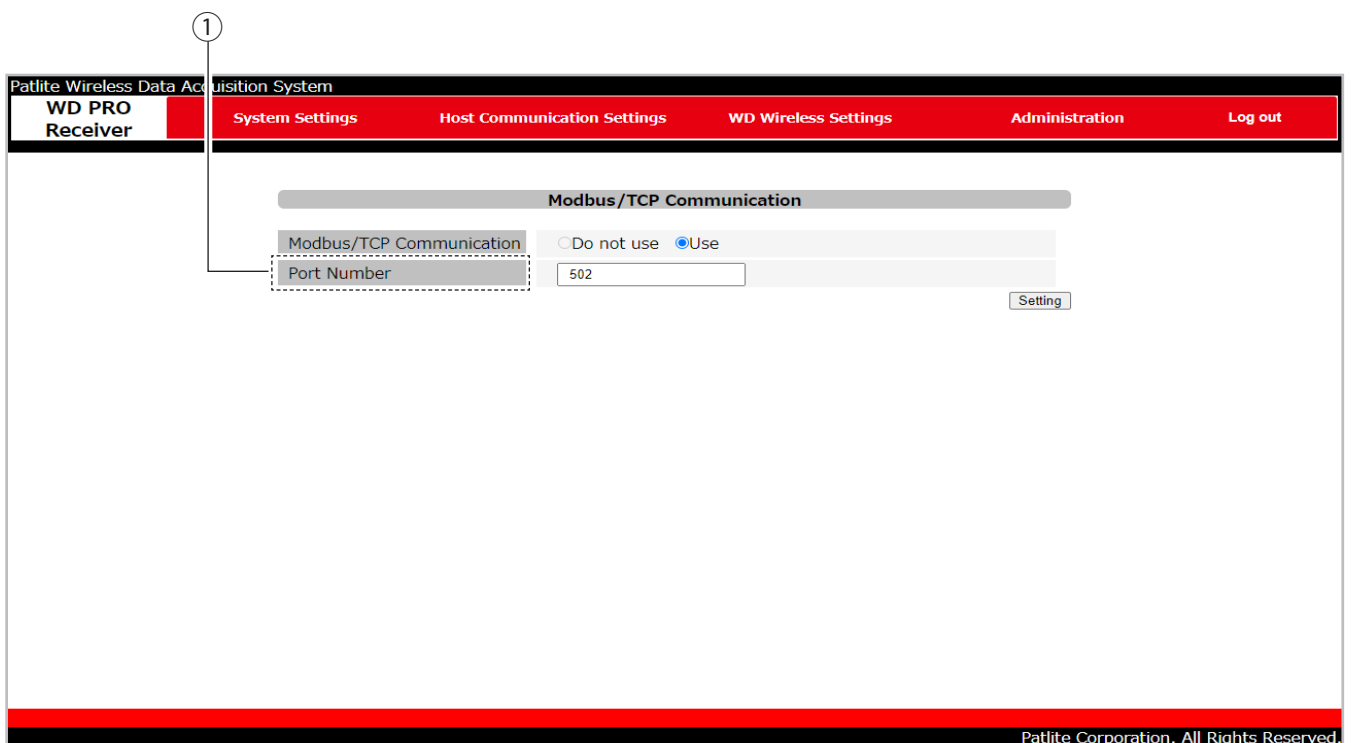 ①
Patlite Wireless Data Acquisition System
WD PRO
Receiver
System Settings
Host Communication Settings
WD Wireless Settings
Administration
Log out
Modbus/TCP Communication
Modbus/TCP Communication
Do not use
Use
Port Number
502
Setting
Patlite Corporation. All Rights Reserved.